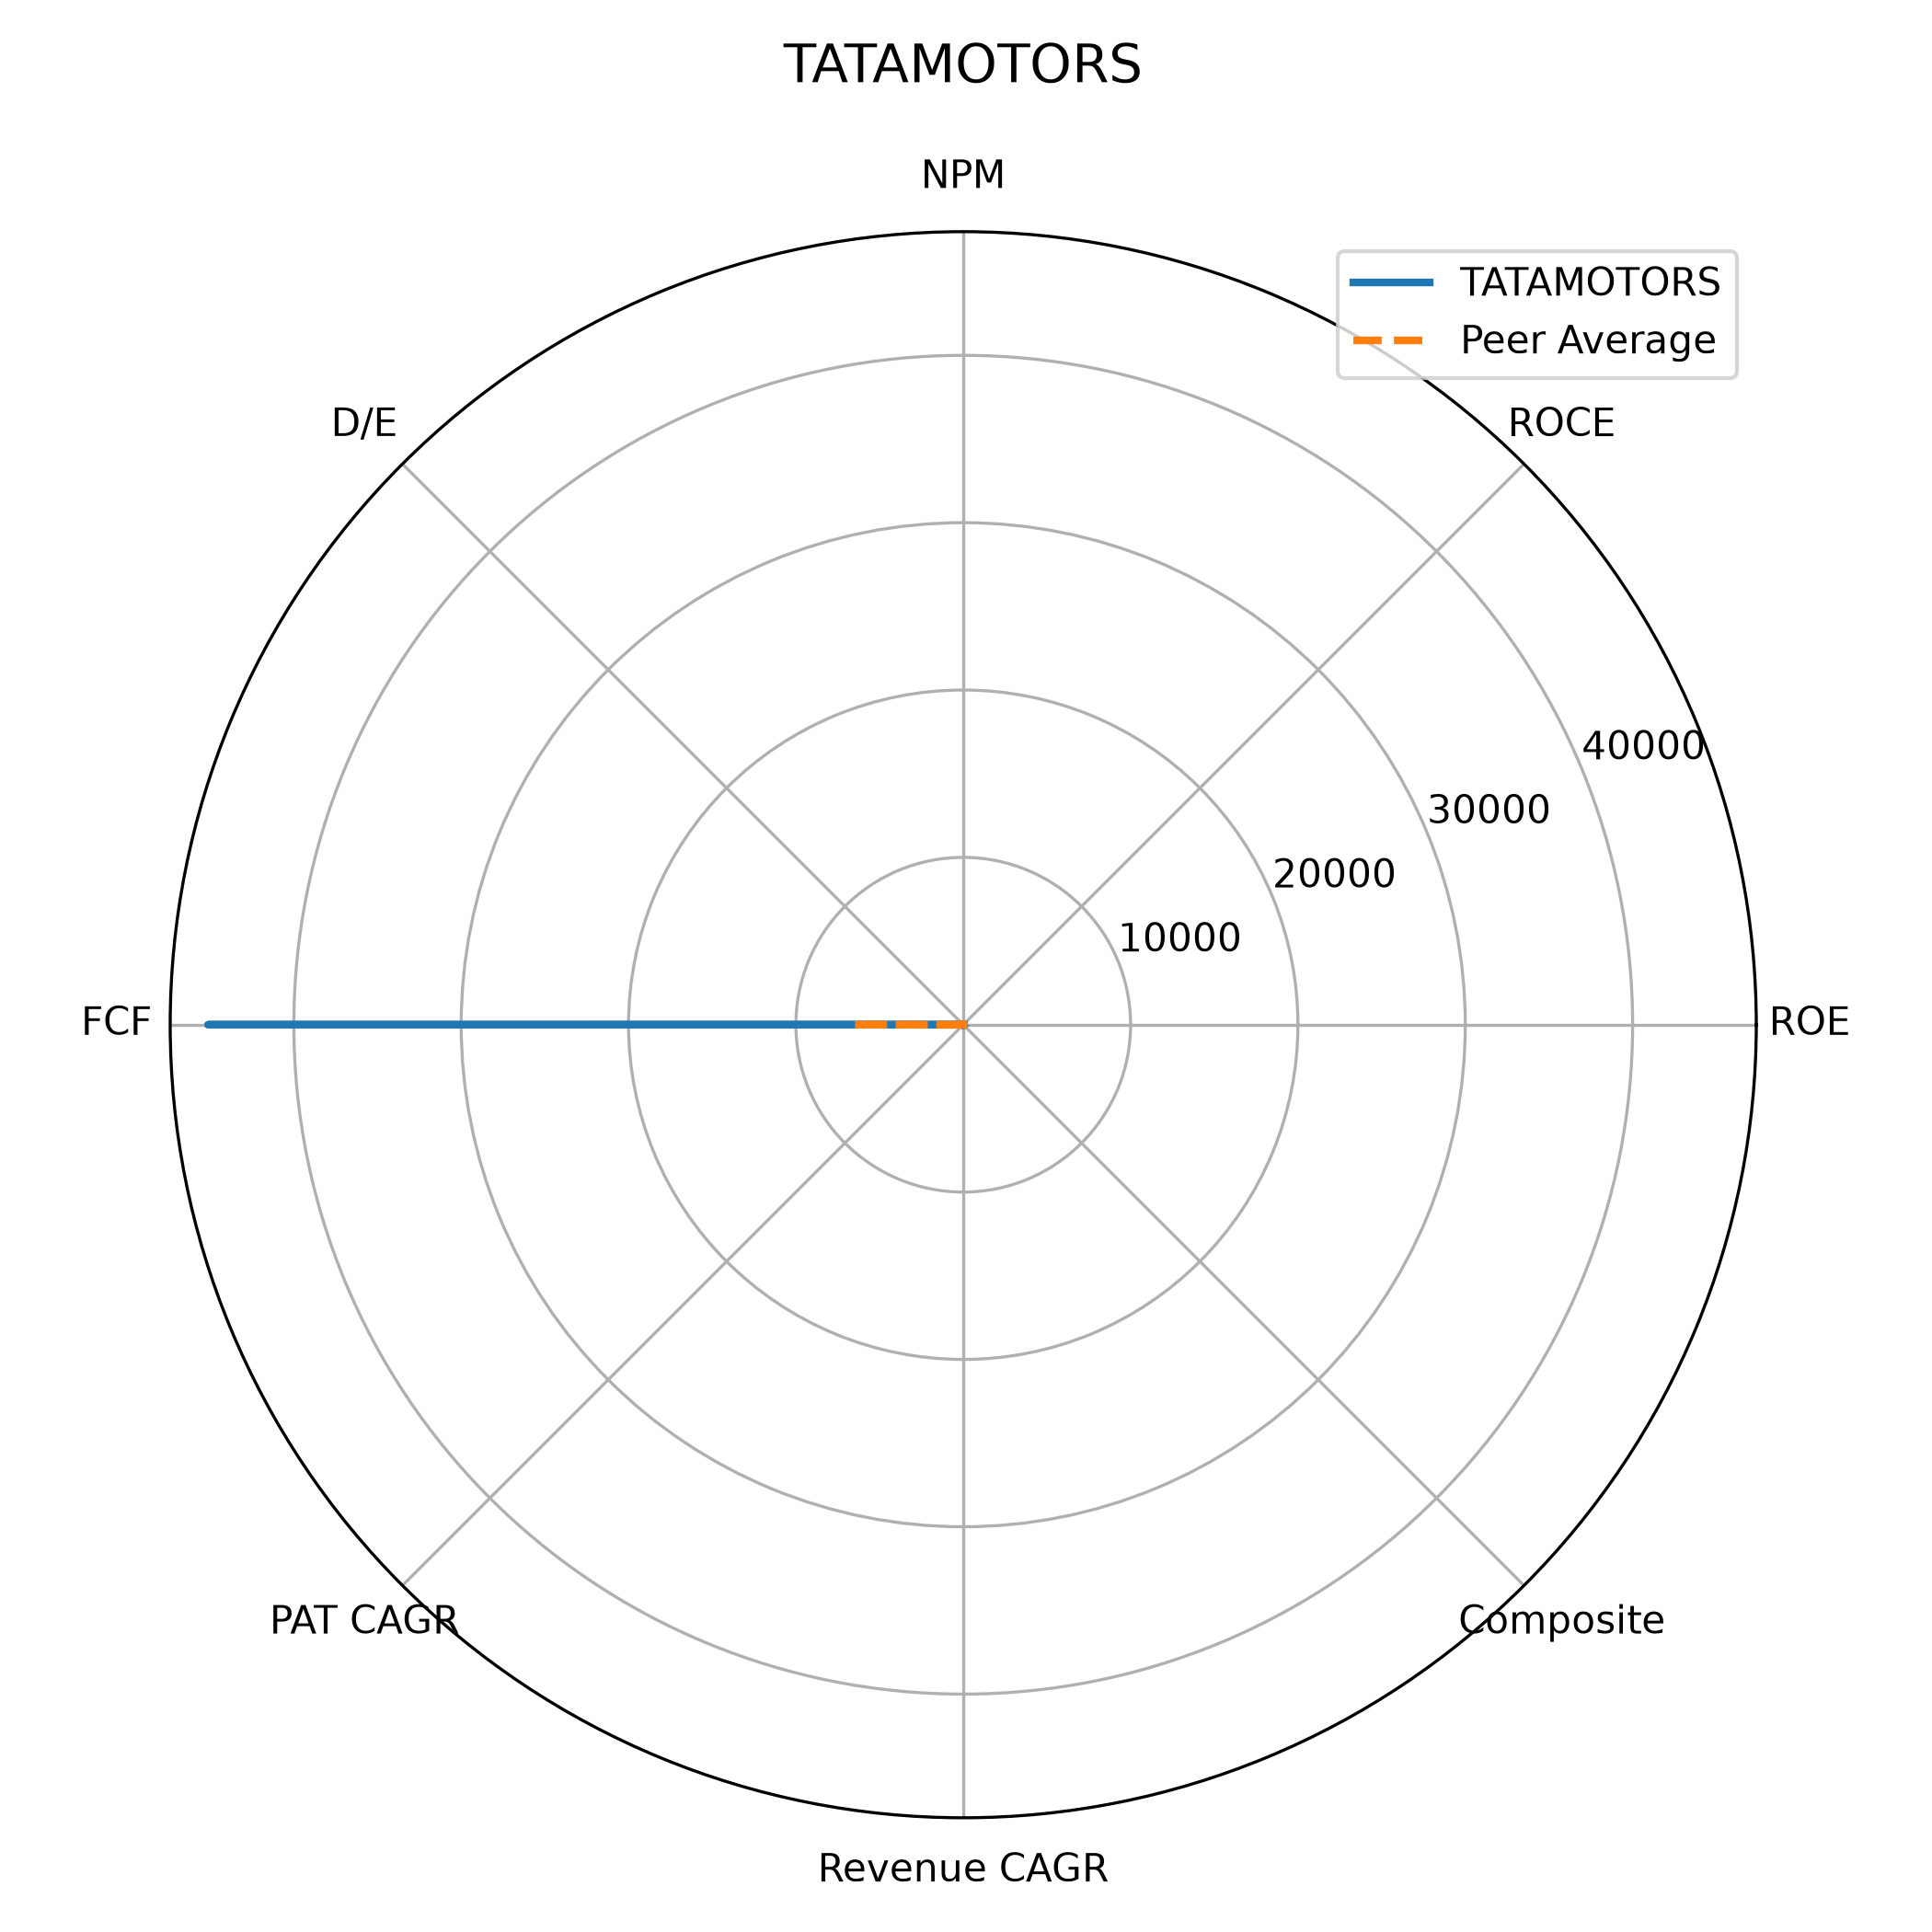 TATAMOTORS
NPM
TATAMOTORS
Peer Average
D/E
ROCE
40000
30000
20000
10000
FCF
ROE
PAT CAGR
Composite
Revenue CAGR